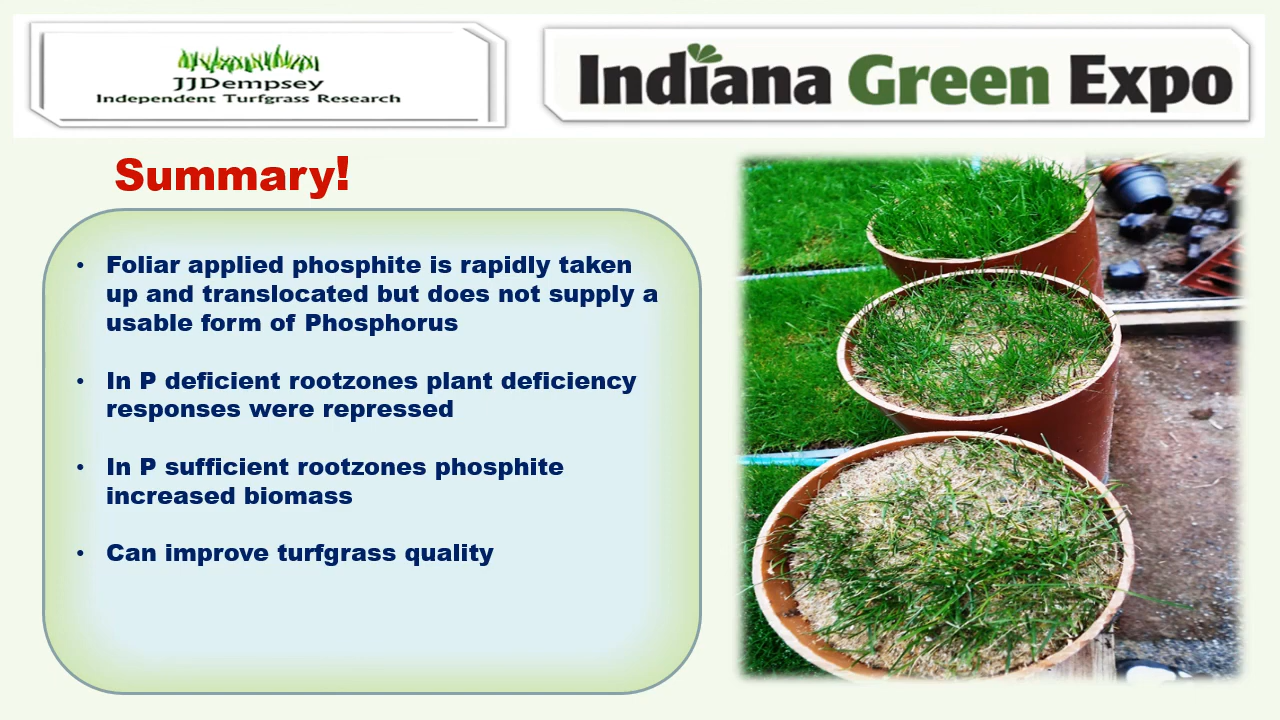 JJDempsey
Independent Turfgrass Research
Indiana Green Expo
Summary!
• Foliar applied phosphite is rapidly taken
up and translocated but does not supply a
usable form of Phosphorus
• In P deficient rootzones plant deficiency
responses were repressed
• In P sufficient rootzones phosphite
increased biomass
• Can improve turfgrass quality